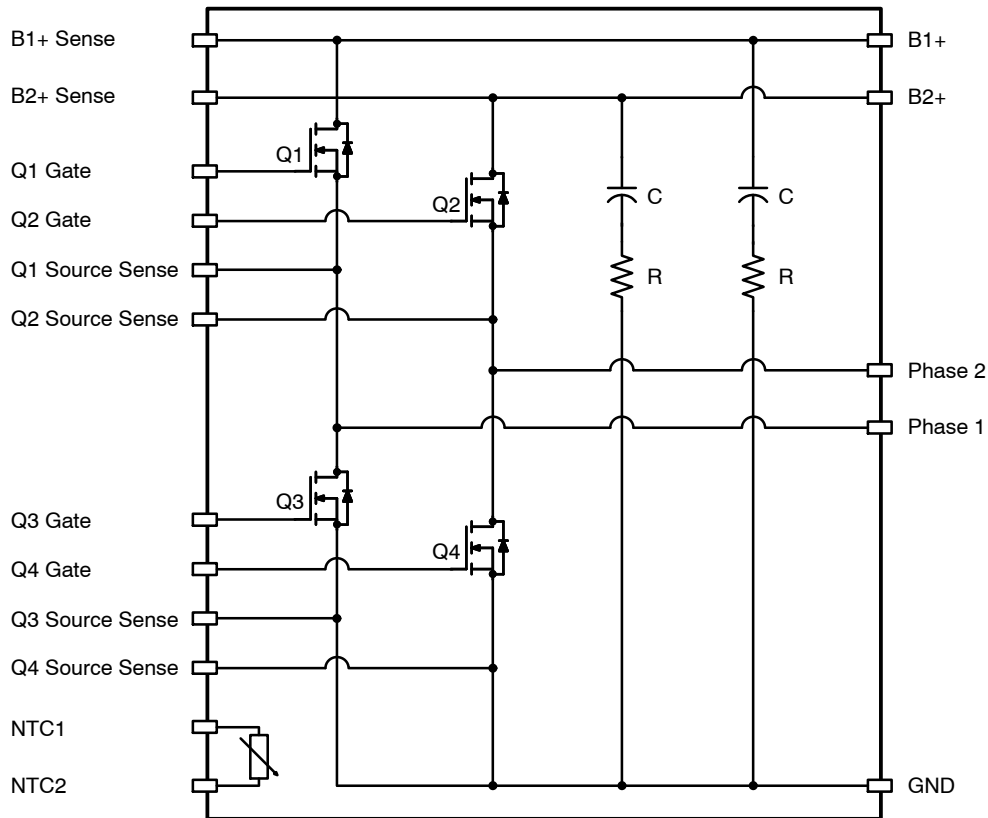 B1+ Sense
B1+
B2+ Sense
B2+
Q1
Q1 Gate
Q2
C
C
Q2 Gate
Q1 Source Sense
R
R
Q2 Source Sense
Phase 2
Phase 1
Q3
Q3 Gate
Q4
Q4 Gate
Q3 Source Sense
Q4 Source Sense
NTC1
NTC2
GND